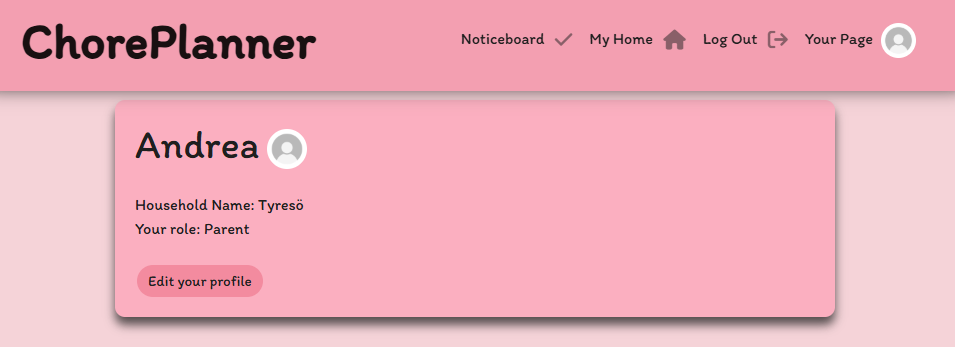 ChorePlanner
Noticeboard My Home Log Out Your Page
Andrea
Household Name: Tyresö
Your role: Parent
Edit your profile